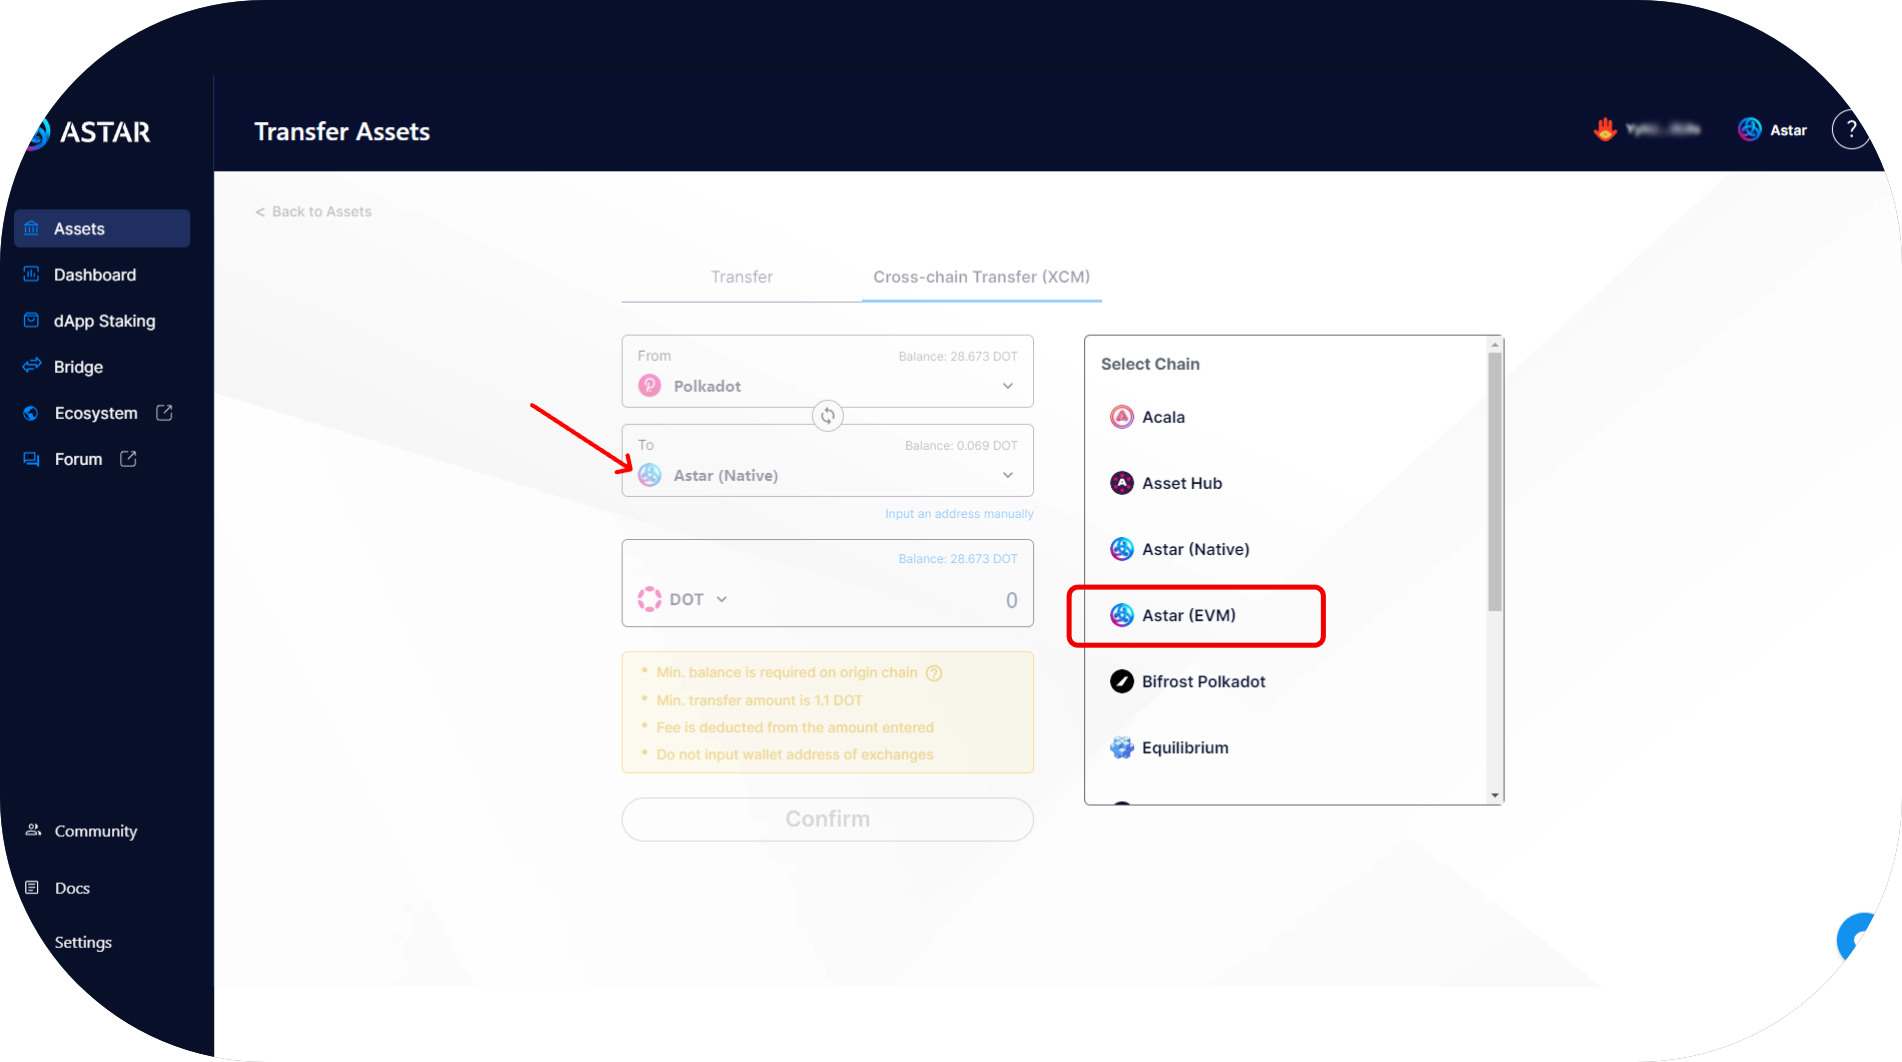 ASTAR
Transfer Assets
Astar
?
< Back to Assets
Assets
Dashboard
dApp Staking
Bridge
Ecosystem
Forum
Community
Docs
Settings
Transfer
Cross-chain Transfer (XCM)
From
Balance: 28.673 DOT
Polkadot
To
Balance: 0.069 DOT
Astar (Native)
Input an address manually
Balance: 28.673 DOT
DOT
0
* Min. balance is required on origin chain ?
* Min. transfer amount is 1.1 DOT
* Fee is deducted from the amount entered
* Do not input wallet address of exchanges
Confirm
Select Chain
Acala
Asset Hub
Astar (Native)
Astar (EVM)
Bifrost Polkadot
Equilibrium